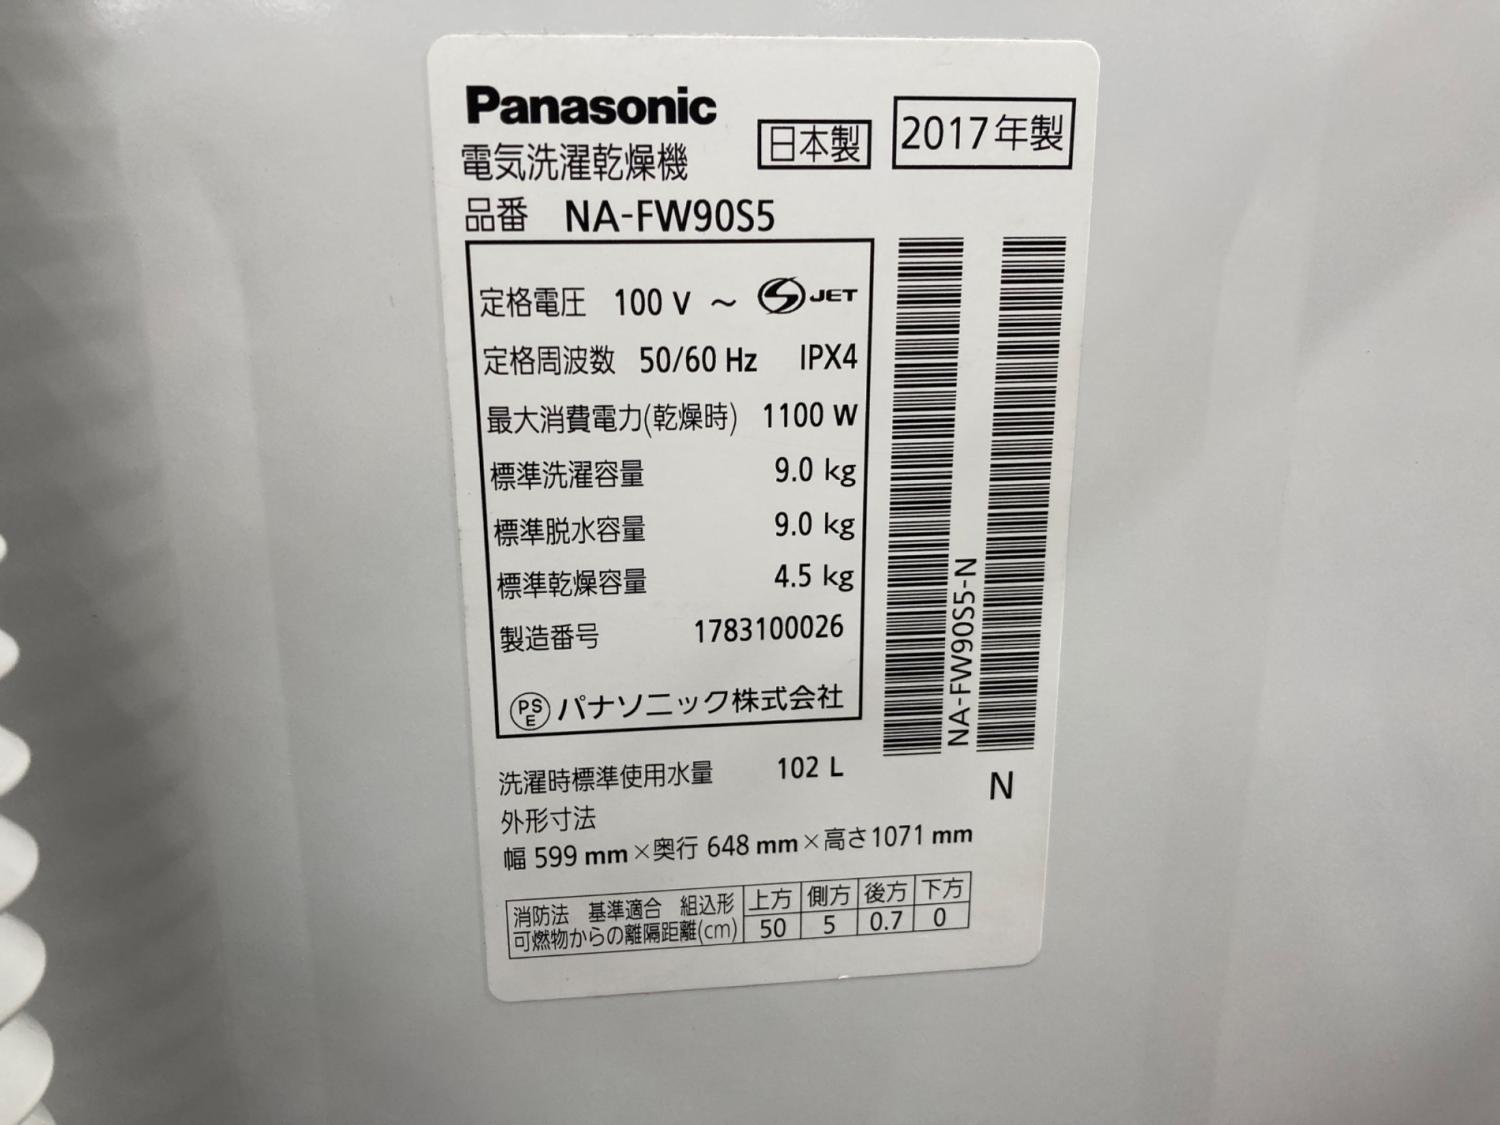 Panasonic
日本製
2017年製
電気洗濯乾燥機
品番 NA-FW90S5
定格電圧 100 V ~ S JET
定格周波数 50/60 Hz IPX4
最大消費電力(乾燥時) 1100 W
標準洗濯容量 9.0 kg
標準脱水容量 9.0 kg
標準乾燥容量 4.5 kg
製造番号 1783100026
PSE パナソニック株式会社
NA-FW90S5-N
N
洗濯時標準使用水量 102 L
外形寸法
幅 599 mm×奥行 648 mm×高さ1071 mm
消防法 基準適合 組込形 上方 側方 後方 下方
可燃物からの離隔距離(cm) 50 5 0.7 0